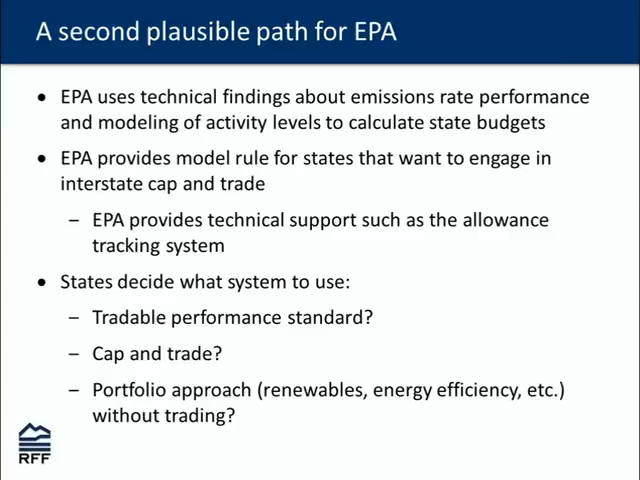 A second plausible path for EPA
• EPA uses technical findings about emissions rate performance
and modeling of activity levels to calculate state budgets
• EPA provides model rule for states that want to engage in
interstate cap and trade
– EPA provides technical support such as the allowance
tracking system
• States decide what system to use:
– Tradable performance standard?
– Cap and trade?
– Portfolio approach (renewables, energy efficiency, etc.)
without trading?
RFF